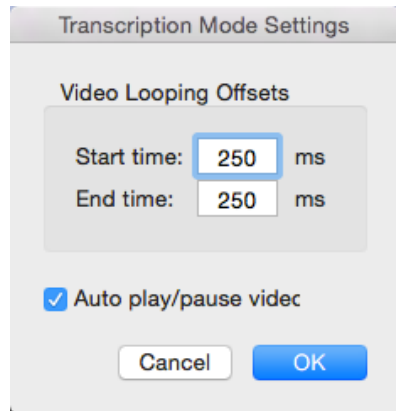 Transcription Mode Settings
Video Looping Offsets
Start time: 250 ms
End time: 250 ms
Auto play/pause videc
Cancel OK